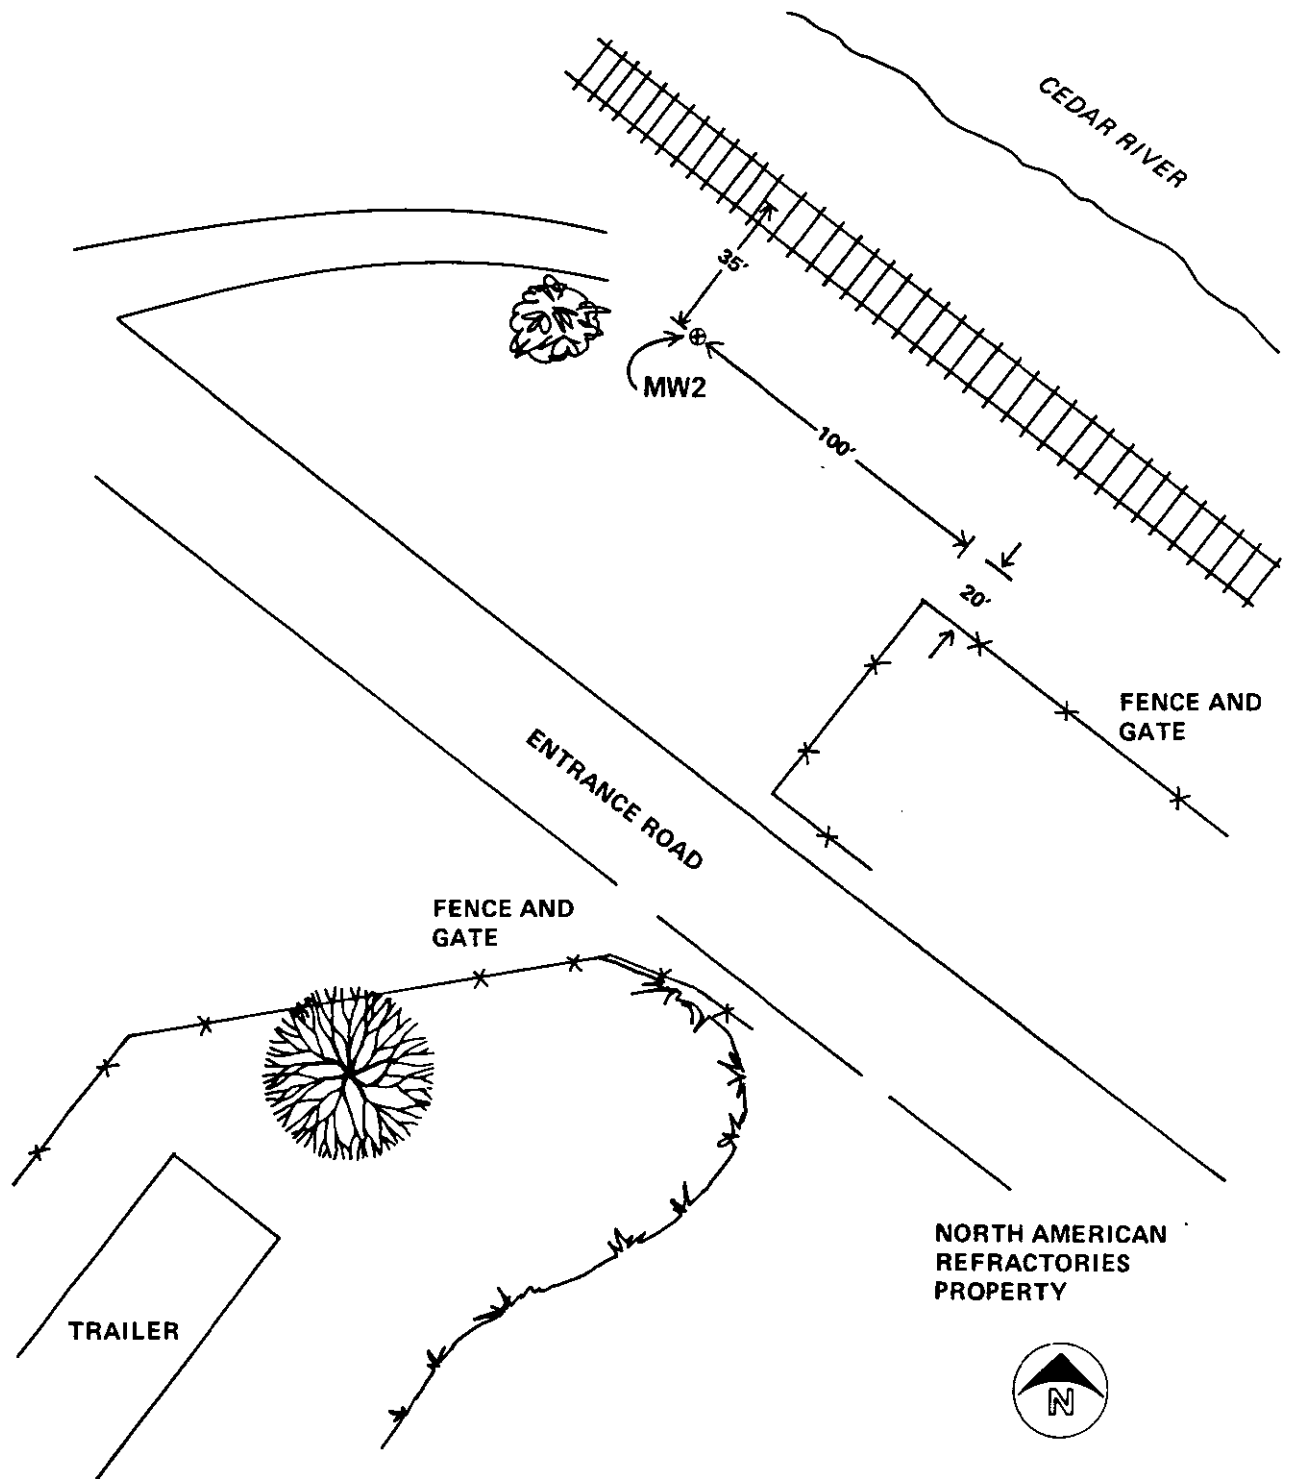 CEDAR RIVER
35'
MW2
100'
20'
FENCE AND
GATE
ENTRANCE ROAD
FENCE AND
GATE
NORTH AMERICAN
REFRACTORIES
PROPERTY
TRAILER
N